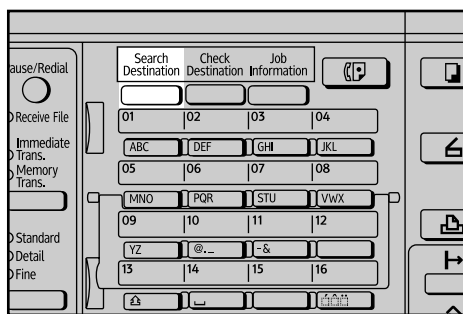 Search Destination
Check Destination
Job Information
ause/Redial
Receive File
Immediate Trans.
Memory Trans.
Standard
Detail
Fine
01 02 03 04
ABC DEF GHI JKL
05 06 07 08
MNO PQR STU VWX
09 10 11 12
YZ @._ -&
13 14 15 16